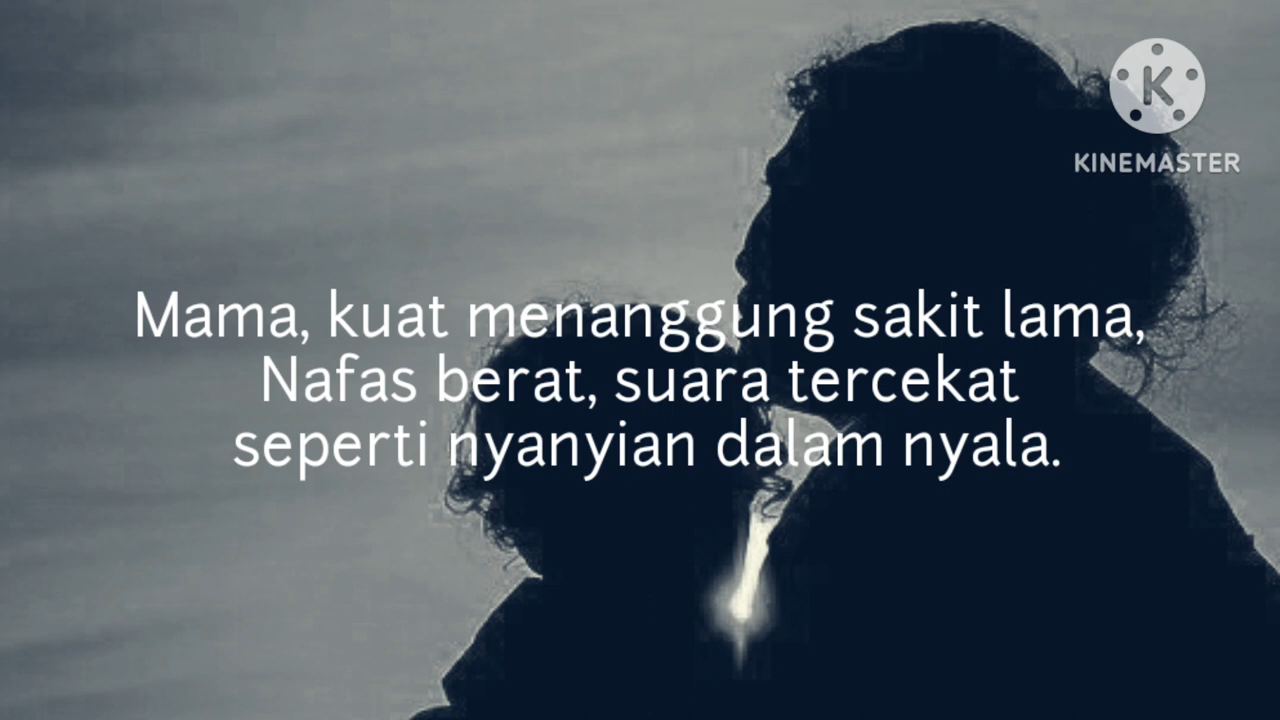 K
KINEMASTER
Mama, kuat menanggung sakit lama,
Nafas berat, suara tercekat
seperti nyanyian dalam nyala.